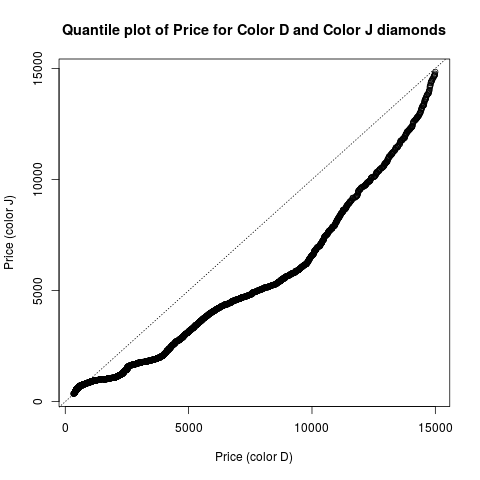 Quantile plot of Price for Color D and Color J diamonds
15000
10000
5000
0
Price (color J)
0 5000 10000 15000
Price (color D)